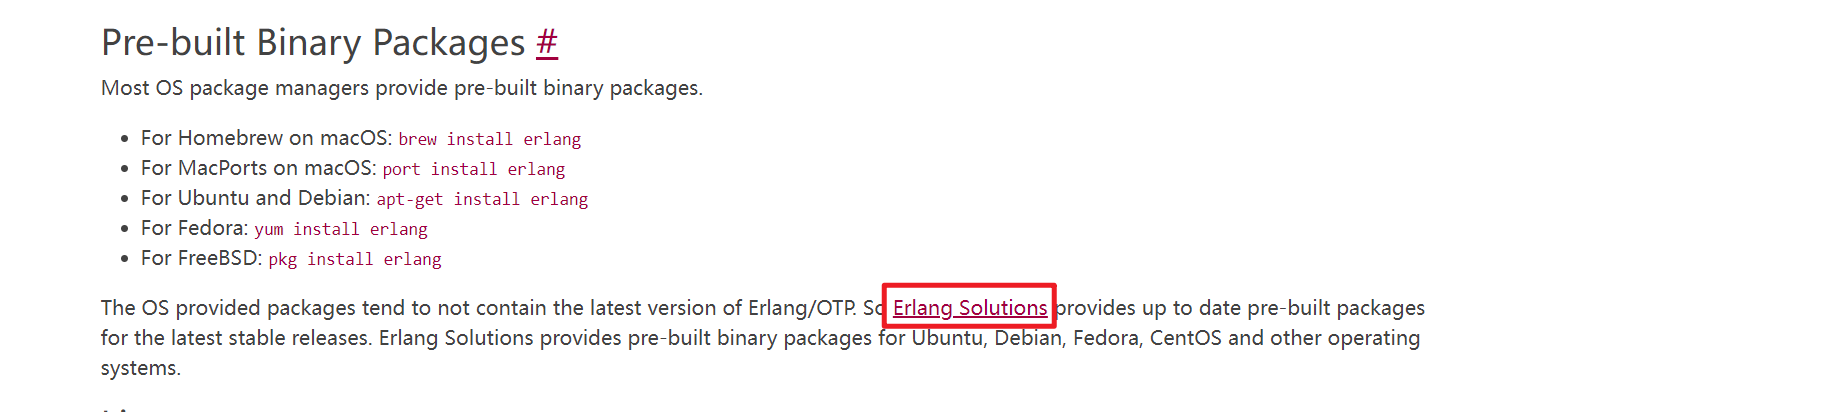 Pre-built Binary Packages #
Most OS package managers provide pre-built binary packages.
• For Homebrew on macOS: brew install erlang
• For MacPorts on macOS: port install erlang
• For Ubuntu and Debian: apt-get install erlang
• For Fedora: yum install erlang
• For FreeBSD: pkg install erlang
The OS provided packages tend to not contain the latest version of Erlang/OTP. So Erlang Solutions provides up to date pre-built packages
for the latest stable releases. Erlang Solutions provides pre-built binary packages for Ubuntu, Debian, Fedora, CentOS and other operating
systems.